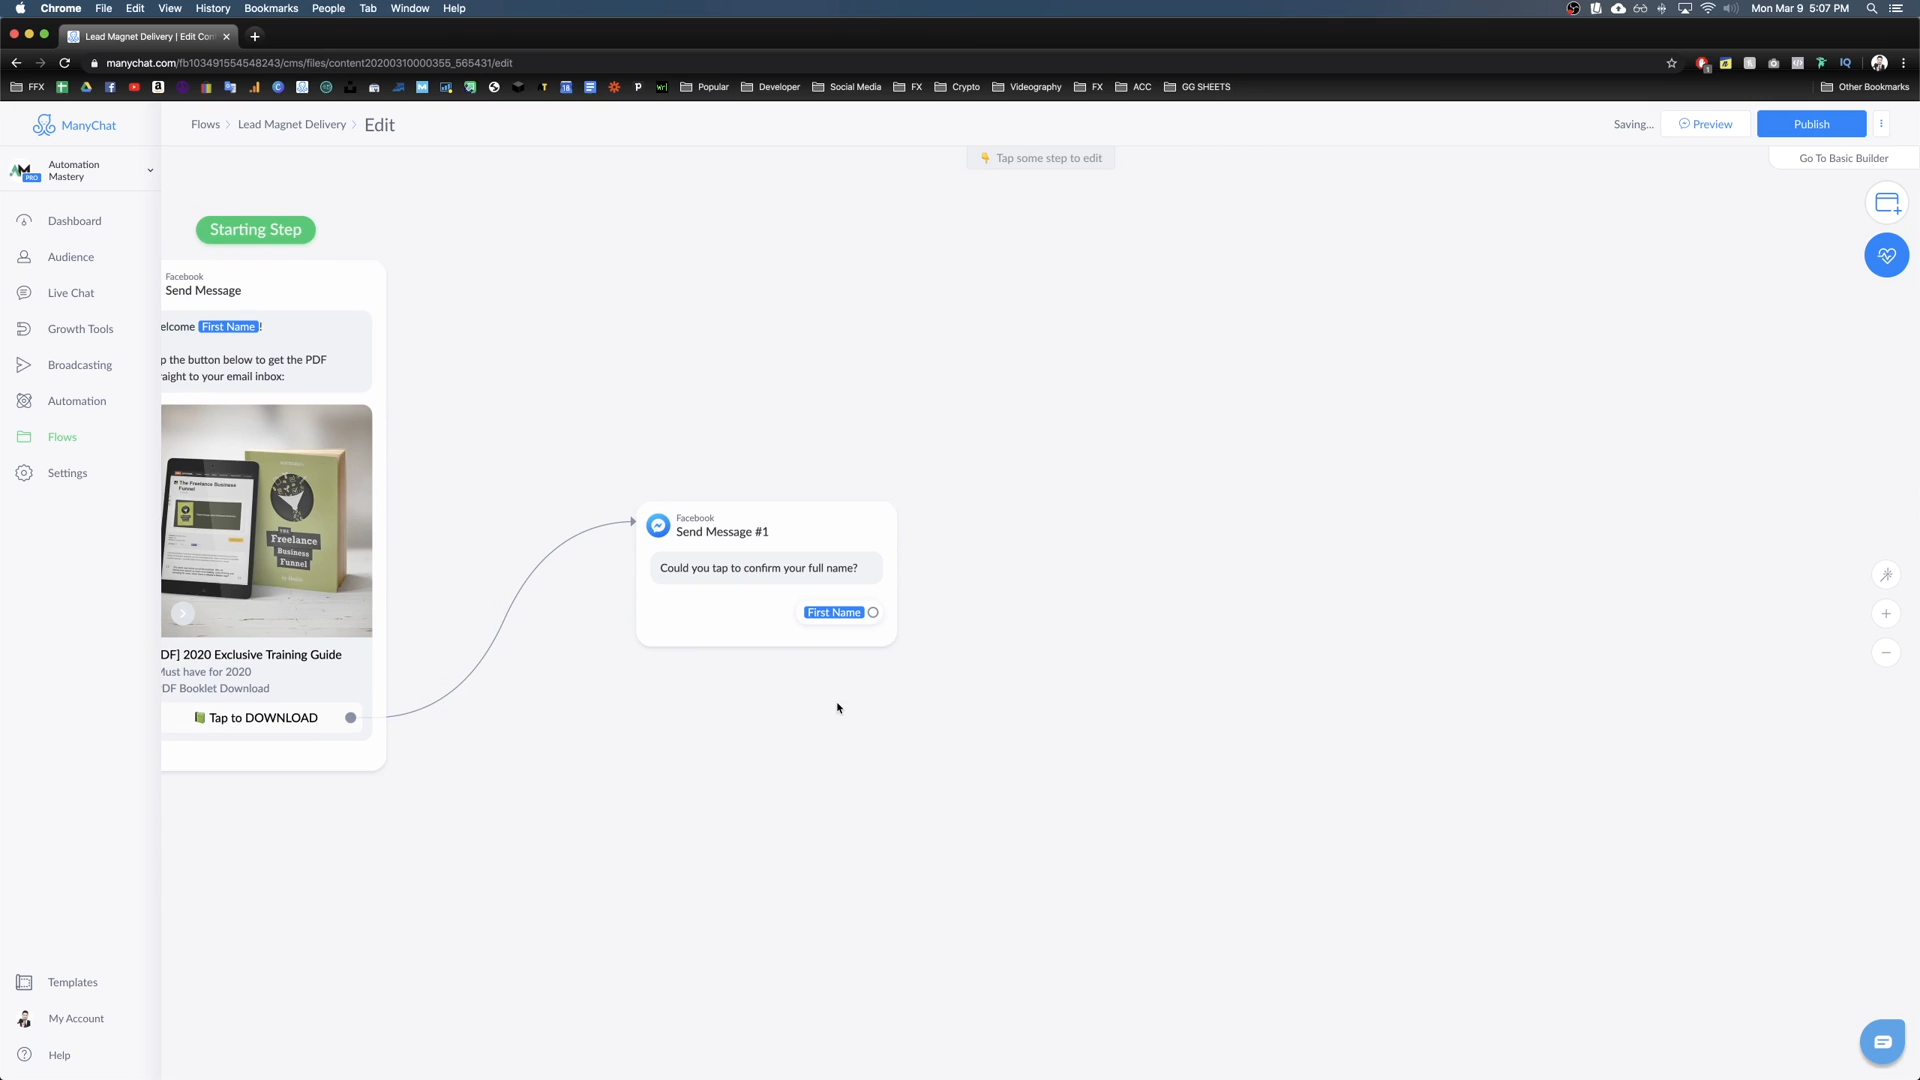 Chrome File Edit View History Bookmarks People Tab Window Help
Mon Mar 9 5:07 PM
Lead Magnet Delivery | Edit Con
manychat.com/fb103491554548243/cms/files/content20200310000355_565431/edit
FFX
Popular
Developer
Social Media
FX
Crypto
Videography
FX
ACC
GG SHEETS
Other Bookmarks
ManyChat
Flows > Lead Magnet Delivery > Edit
Saving...
Preview
Publish
Automation
Mastery
PRO
Tap some step to edit
Go To Basic Builder
Dashboard
Audience
Live Chat
Growth Tools
Broadcasting
Automation
Flows
Settings
Templates
My Account
Help
Starting Step
Facebook
Send Message
elcome First Name !
p the button below to get the PDF
aight to your email inbox:
The Freelance Business
Funnel
THE
Freelance
Business
Funnel
DF] 2020 Exclusive Training Guide
Must have for 2020
DF Booklet Download
Tap to DOWNLOAD
Facebook
Send Message #1
Could you tap to confirm your full name?
First Name